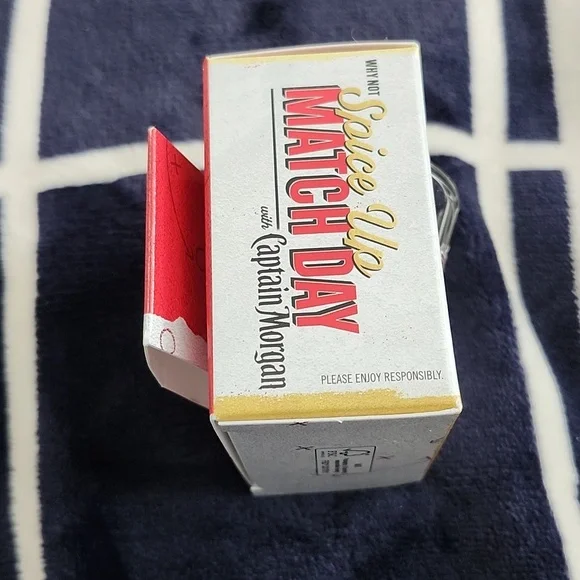 WHY NOT
Spice Up
MATCH DAY
with
Captain Morgan
PLEASE ENJOY RESPONSIBLY.